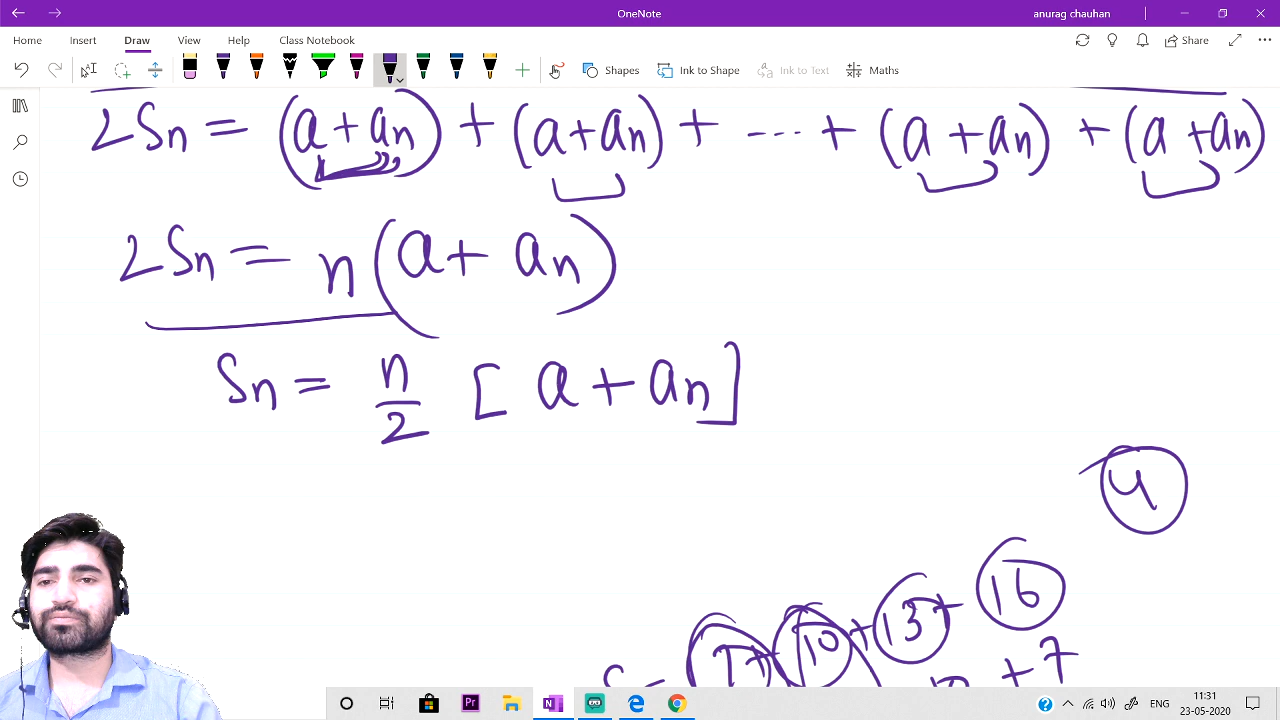 OneNote
anurag chauhan
Home Insert Draw View Help Class Notebook
Share
Shapes Ink to Shape Ink to Text Maths
2Sn = (a + an) + (a + an) + --- + (a + an) + (a + an)
2Sn = n(a + an)
Sn = n/2 [a + an]
4
7 + 10 + 13 + 16
+ 7
Pr
N
ENG
11:31
23-05-2020